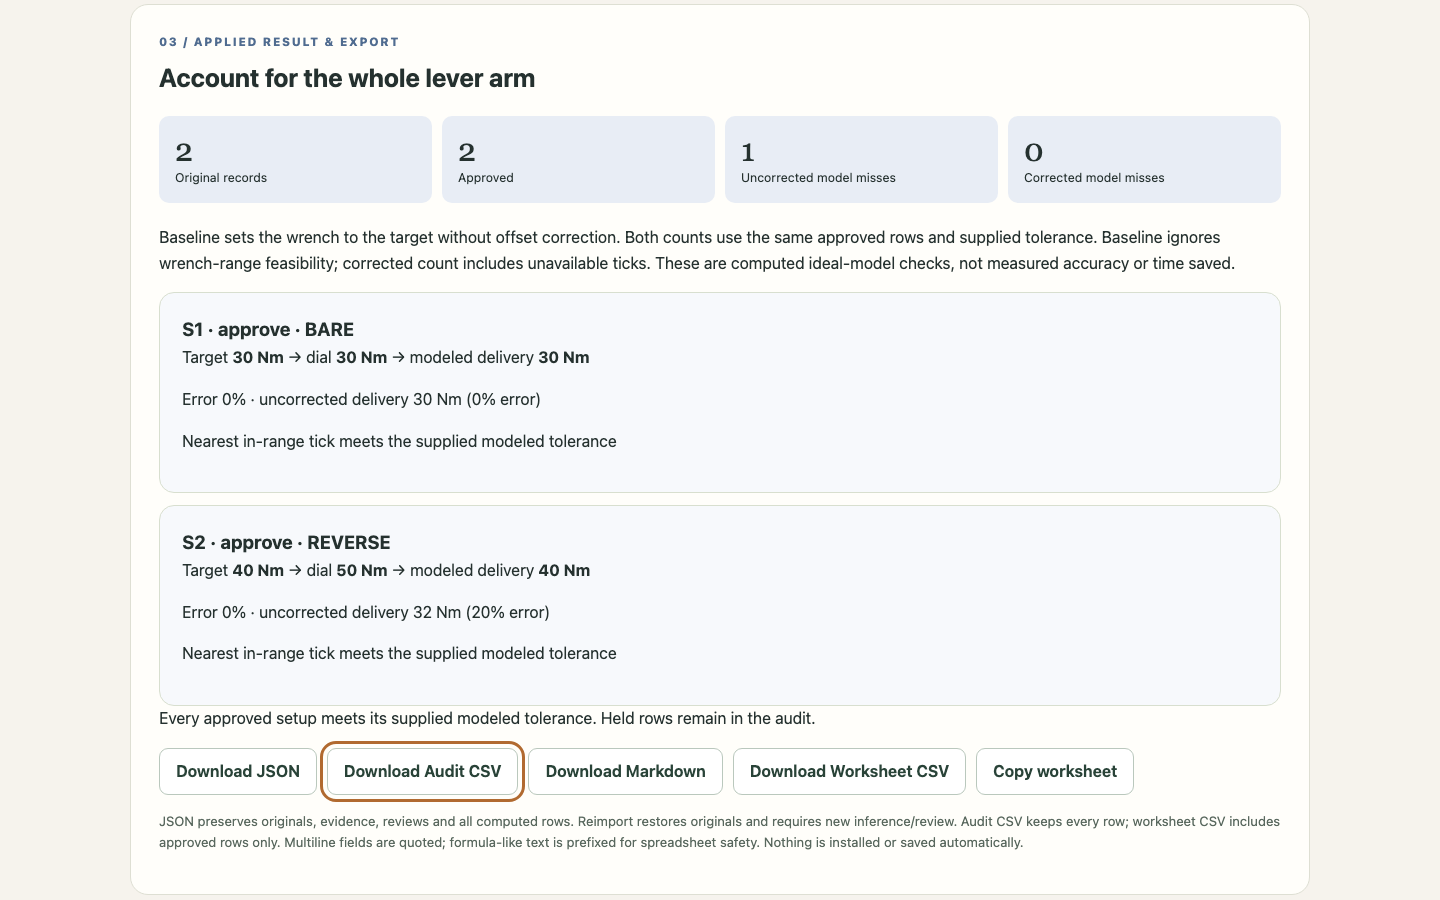 03 / APPLIED RESULT & EXPORT
Account for the whole lever arm
2
Original records
2
Approved
1
Uncorrected model misses
0
Corrected model misses
Baseline sets the wrench to the target without offset correction. Both counts use the same approved rows and supplied tolerance. Baseline ignores
wrench-range feasibility; corrected count includes unavailable ticks. These are computed ideal-model checks, not measured accuracy or time saved.
S1 · approve · BARE
Target 30 Nm → dial 30 Nm → modeled delivery 30 Nm
Error 0% · uncorrected delivery 30 Nm (0% error)
Nearest in-range tick meets the supplied modeled tolerance
S2 · approve · REVERSE
Target 40 Nm → dial 50 Nm → modeled delivery 40 Nm
Error 0% · uncorrected delivery 32 Nm (20% error)
Nearest in-range tick meets the supplied modeled tolerance
Every approved setup meets its supplied modeled tolerance. Held rows remain in the audit.
Download JSON
Download Audit CSV
Download Markdown
Download Worksheet CSV
Copy worksheet
JSON preserves originals, evidence, reviews and all computed rows. Reimport restores originals and requires new inference/review. Audit CSV keeps every row; worksheet CSV includes
approved rows only. Multiline fields are quoted; formula-like text is prefixed for spreadsheet safety. Nothing is installed or saved automatically.